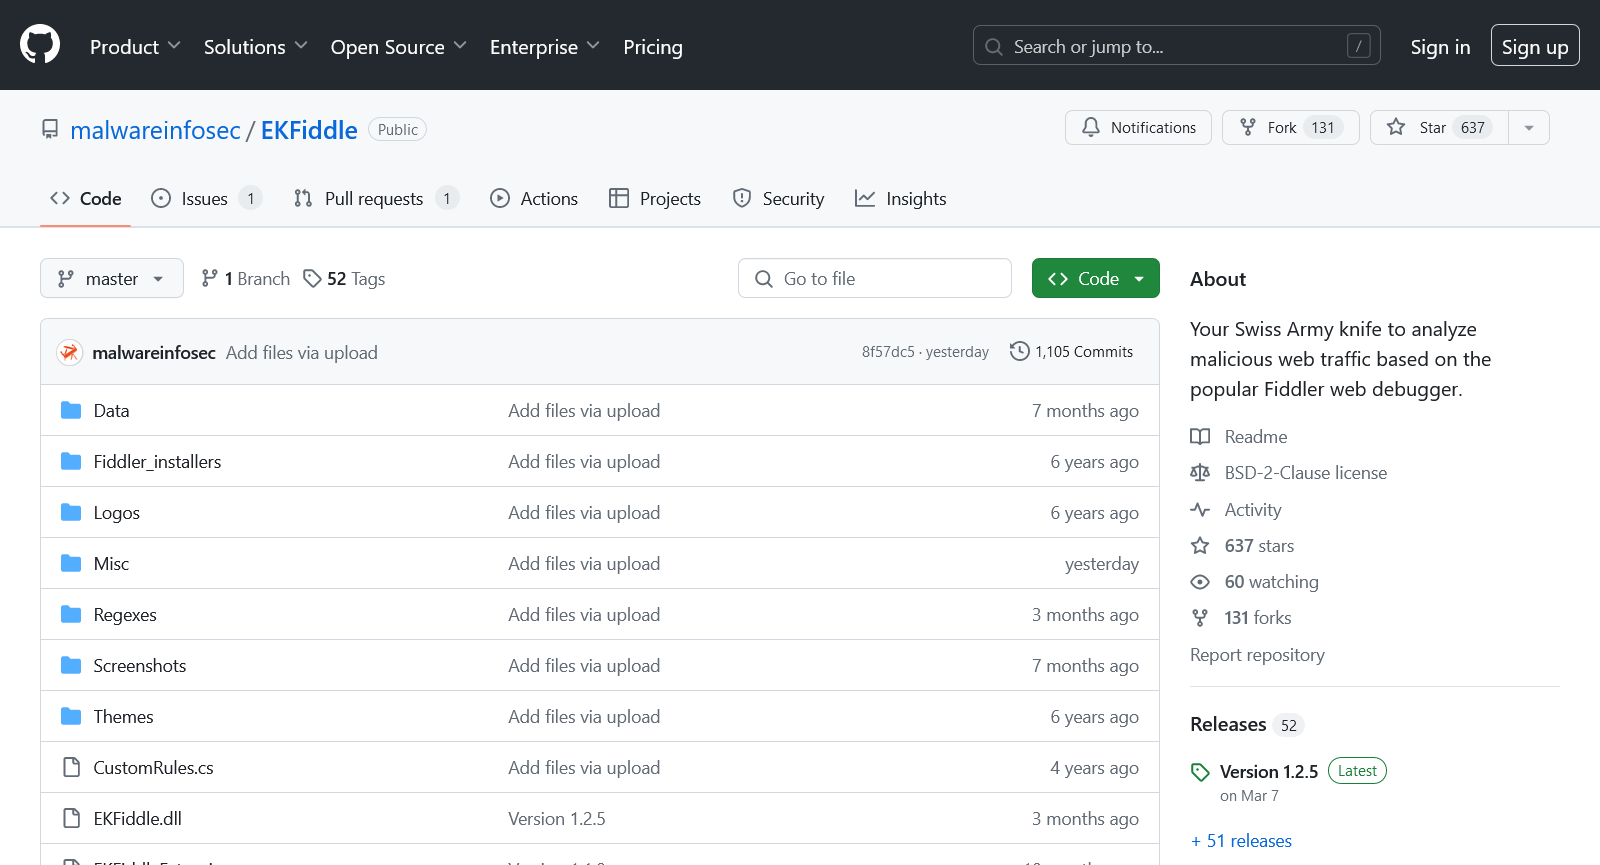 Product Solutions Open Source Enterprise Pricing Search or jump to... / Sign in Sign up
malwareinfosec / EKFiddle Public Notifications Fork 131 Star 637
Code Issues 1 Pull requests 1 Actions Projects Security Insights
master 1 Branch 52 Tags Go to file Code
malwareinfosec Add files via upload 8f57dc5 · yesterday 1,105 Commits
Data Add files via upload 7 months ago
Fiddler_installers Add files via upload 6 years ago
Logos Add files via upload 6 years ago
Misc Add files via upload yesterday
Regexes Add files via upload 3 months ago
Screenshots Add files via upload 7 months ago
Themes Add files via upload 6 years ago
CustomRules.cs Add files via upload 4 years ago
EKFiddle.dll Version 1.2.5 3 months ago
About
Your Swiss Army knife to analyze
malicious web traffic based on the
popular Fiddler web debugger.
Readme
BSD-2-Clause license
Activity
637 stars
60 watching
131 forks
Report repository
Releases 52
Version 1.2.5 Latest
on Mar 7
+ 51 releases